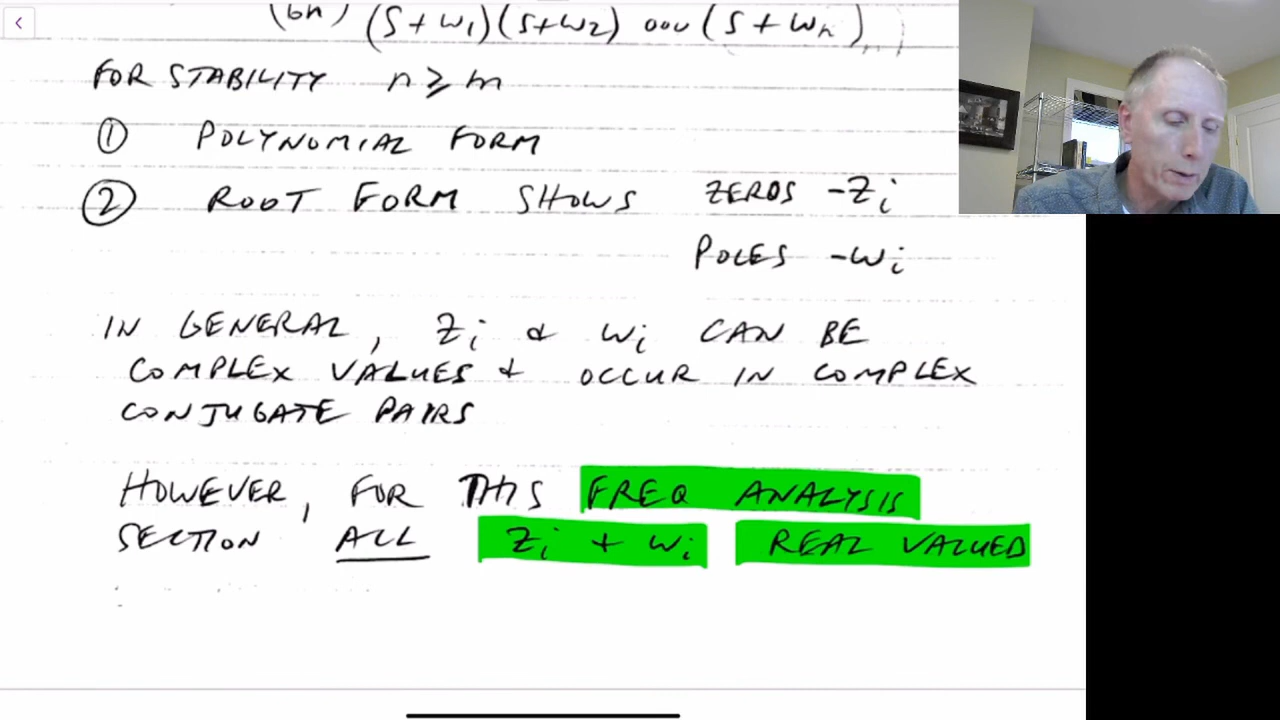 (bn) (S+w1)(S+w2) ooo (S+wn)
FOR STABILITY n ≥ m
① POLYNOMIAL FORM
② ROOT FORM SHOWS ZEROS -Zi
POLES -wi
IN GENERAL, Zi & wi CAN BE
COMPLEX VALUES & OCCUR IN COMPLEX
CONJUGATE PAIRS
HOWEVER, FOR THIS FREQ ANALYSIS
SECTION ALL Zi + wi REAL VALUED